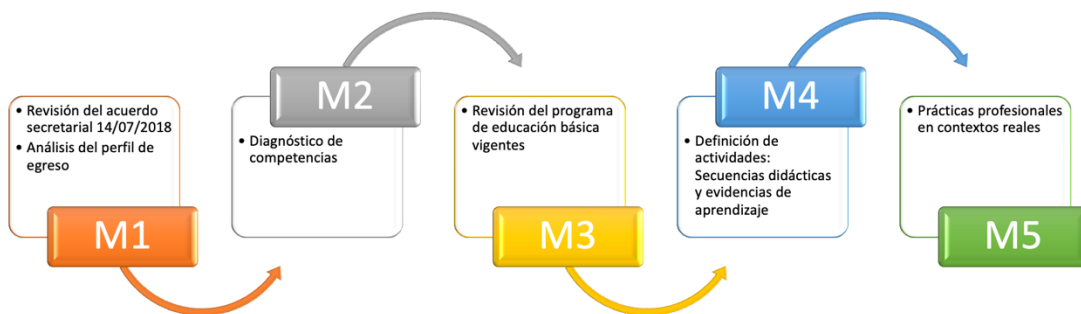 • Revisión del acuerdo
secretarial 14/07/2018
• Análisis del perfil de
egreso
M1
M2
• Diagnóstico de
competencias
• Revisión del programa
de educación básica
vigentes
M3
M4
• Definición de
actividades:
Secuencias didácticas
y evidencias de
aprendizaje
• Prácticas profesionales
en contextos reales
M5